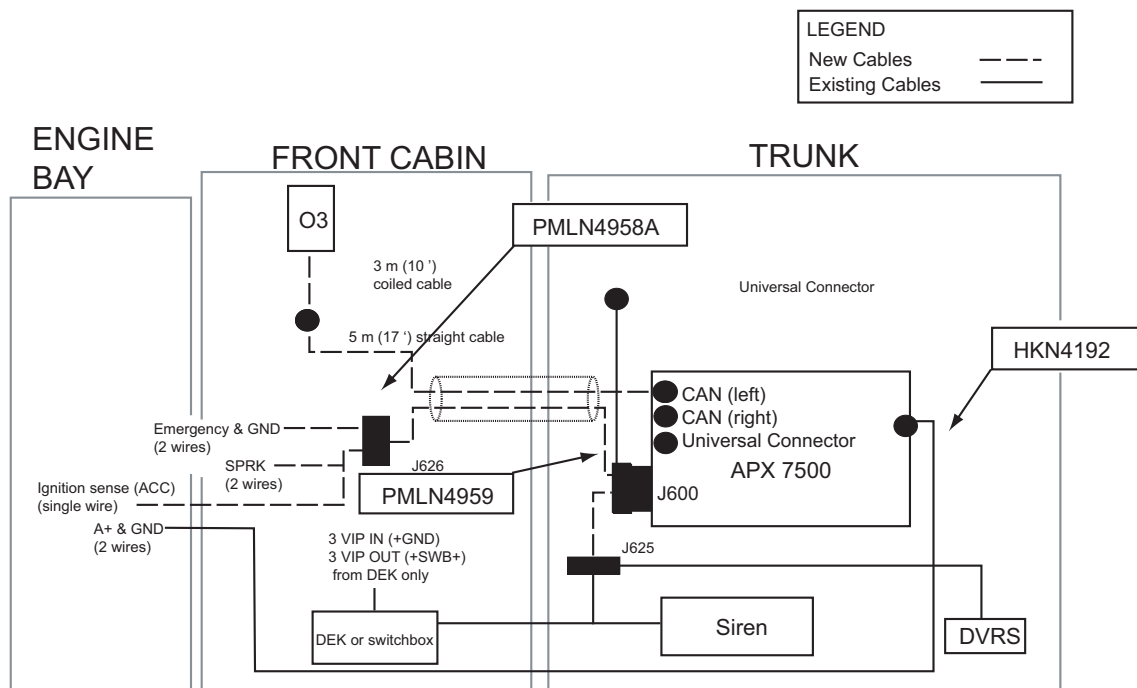 LEGEND
New Cables
Existing Cables
ENGINE
BAY
FRONT CABIN
TRUNK
O3
PMLN4958A
3 m (10 ’)
coiled cable
Universal Connector
5 m (17 ‘) straight cable
HKN4192
CAN (left)
CAN (right)
Universal Connector
APX 7500
Emergency & GND
(2 wires)
J626
SPRK
(2 wires)
Ignition sense (ACC)
(single wire)
PMLN4959
J600
A+ & GND
(2 wires)
3 VIP IN (+GND)
3 VIP OUT (+SWB+)
from DEK only
J625
DEK or switchbox
Siren
DVRS